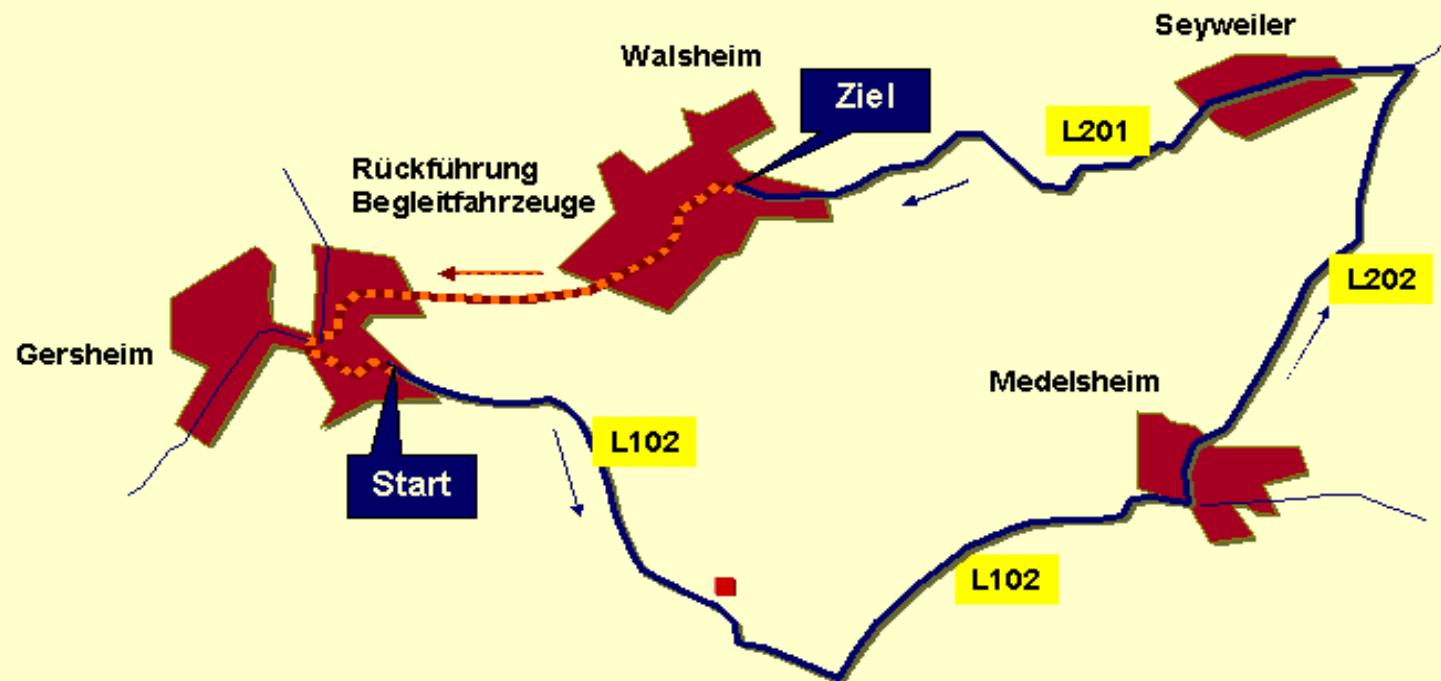 Seyweiler
Walsheim
Ziel
L201
Rückführung
Begleitfahrzeuge
L202
Gersheim
Medelsheim
L102
Start
L102